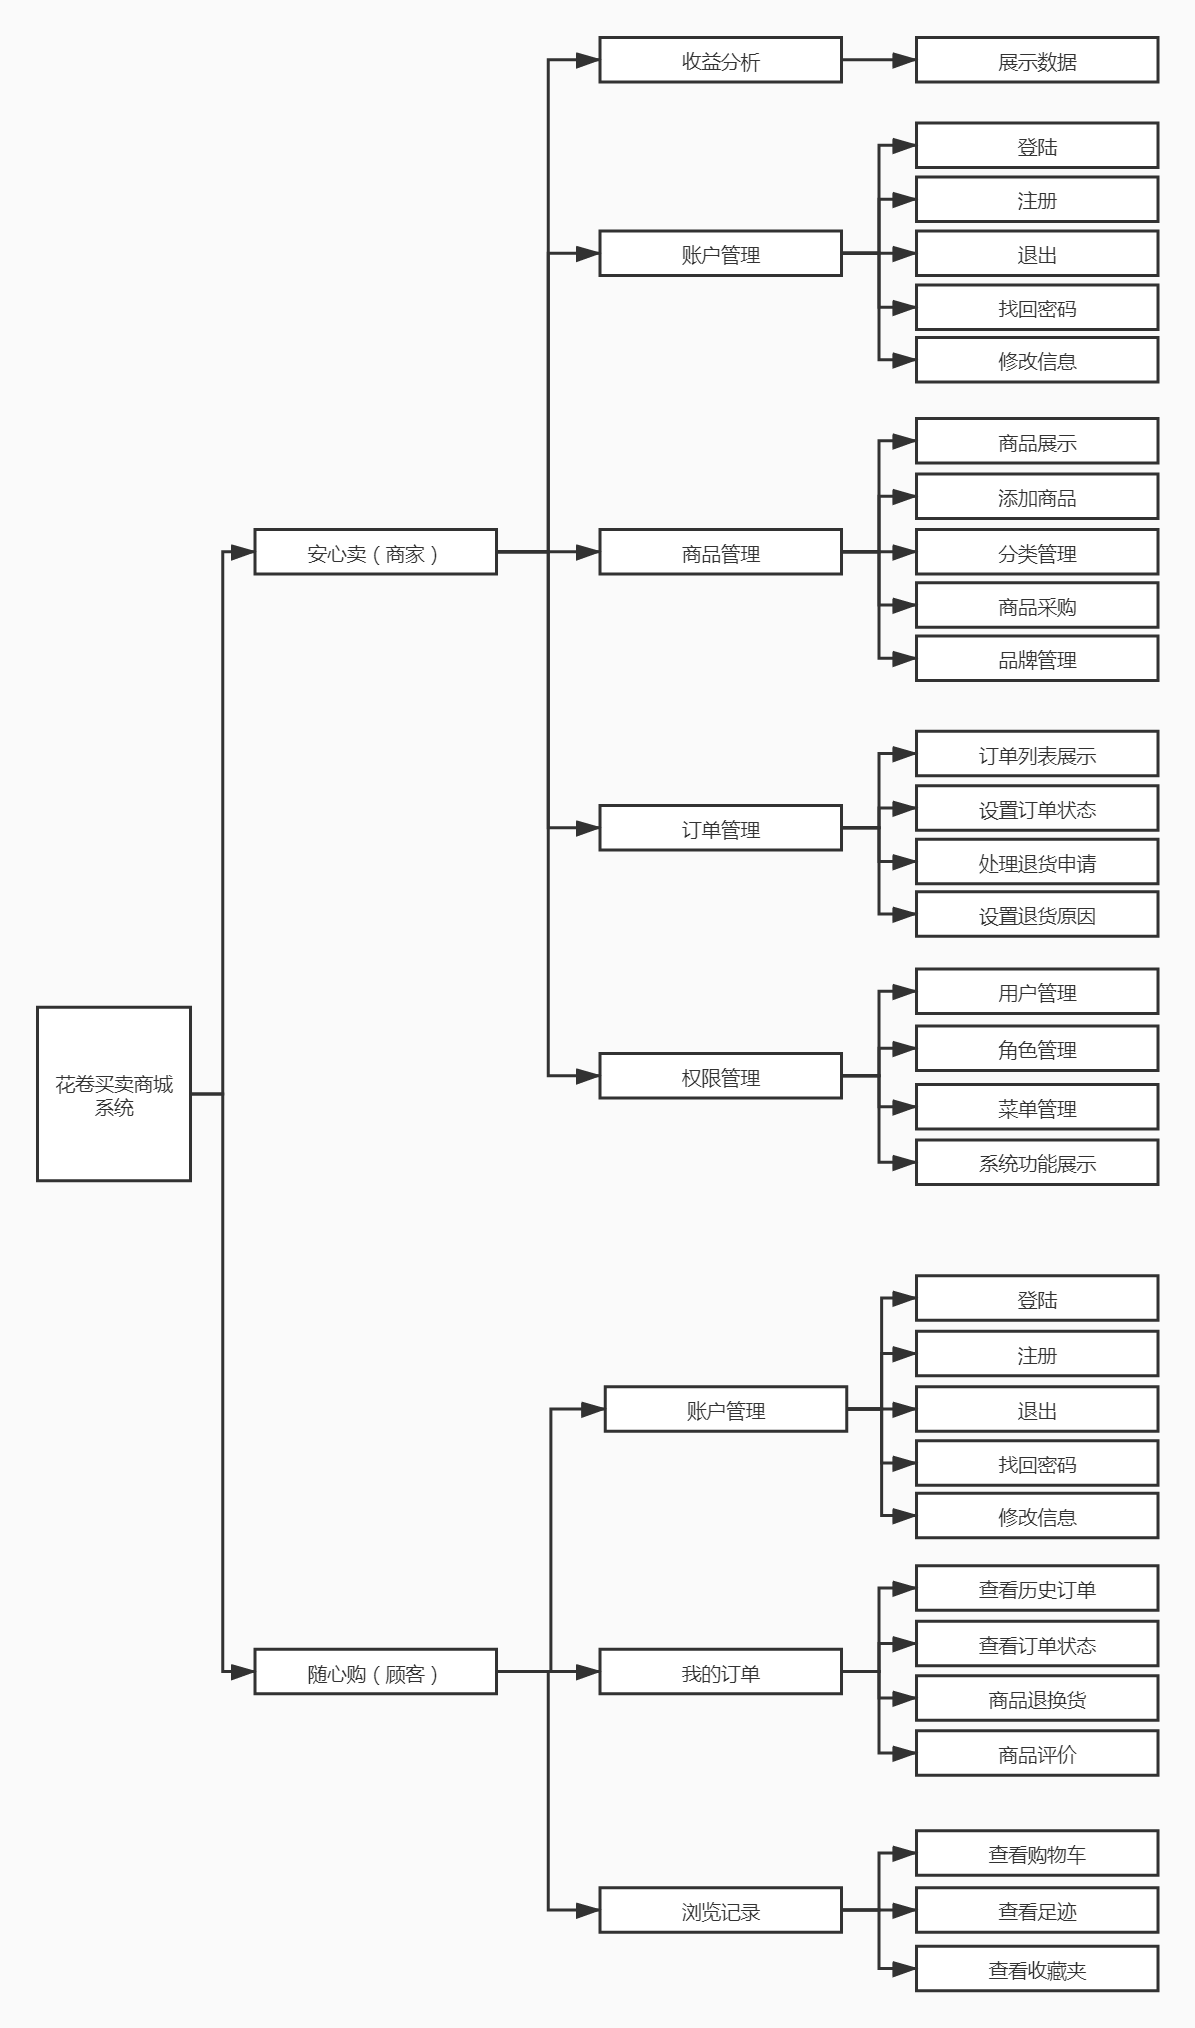 收益分析
展示数据
登陆
注册
账户管理
退出
找回密码
修改信息
商品展示
添加商品
安心卖（商家）
商品管理
分类管理
商品采购
品牌管理
订单列表展示
设置订单状态
订单管理
处理退货申请
设置退货原因
用户管理
角色管理
权限管理
花卷买卖商城
系统
菜单管理
系统功能展示
登陆
注册
账户管理
退出
找回密码
修改信息
查看历史订单
查看订单状态
随心购（顾客）
我的订单
商品退换货
商品评价
查看购物车
浏览记录
查看足迹
查看收藏夹